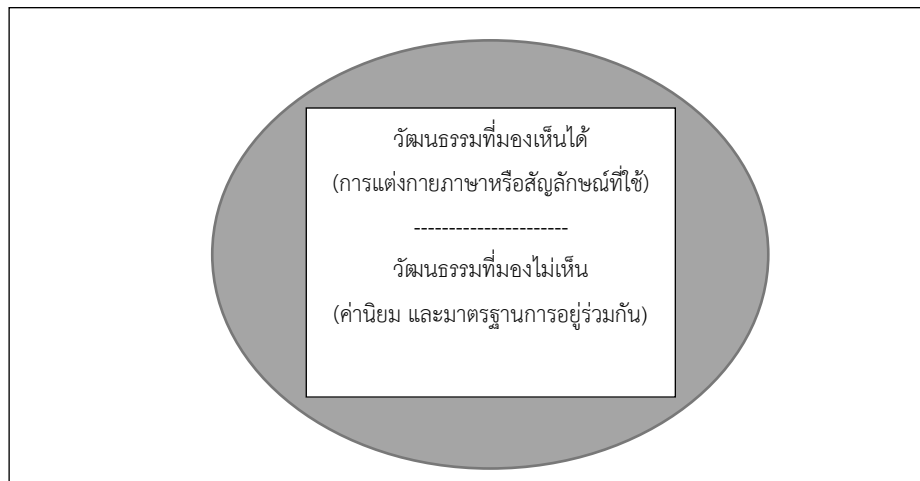 วัฒนธรรมที่มองเห็นได้
(การแต่งกายภาษาหรือสัญลักษณ์ที่ใช้)
----------------------
วัฒนธรรมที่มองไม่เห็น
(ค่านิยม และมาตรฐานการอยู่ร่วมกัน)